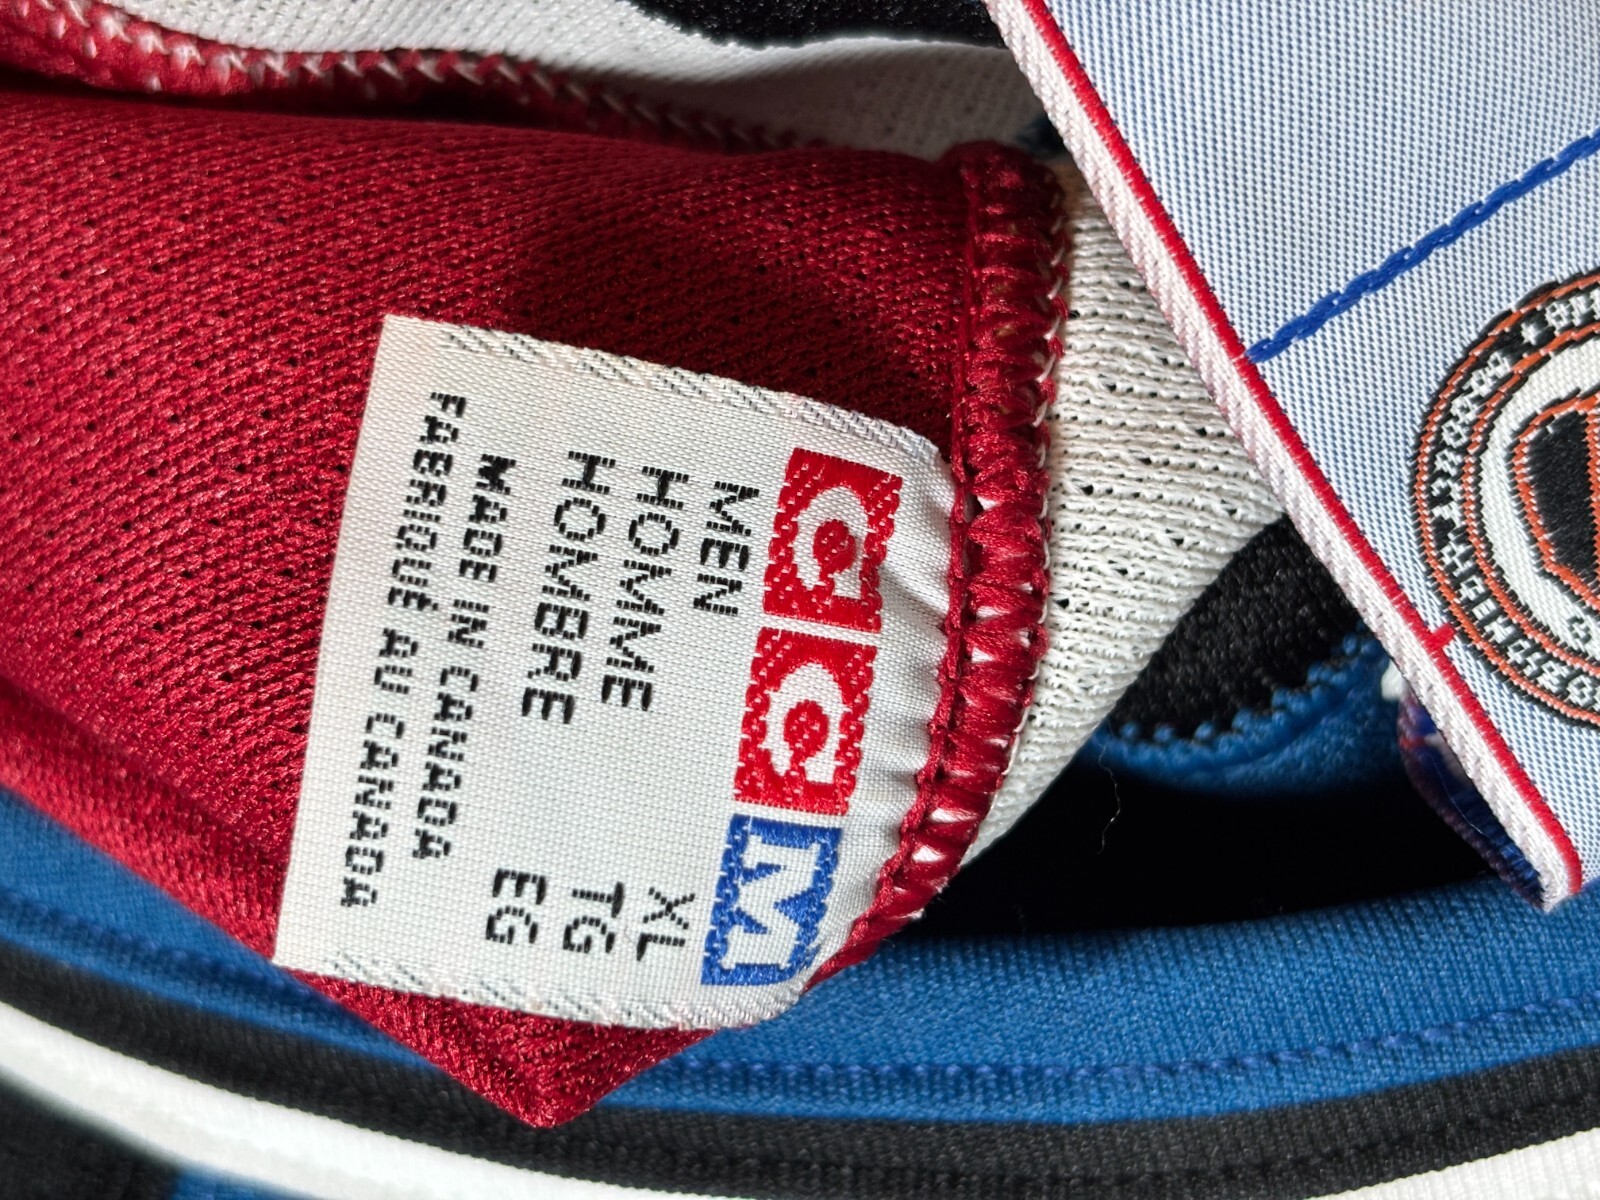 CCM
MEN XL
HOMME TG
HOMBRE EG
MADE IN CANADA
FABRIQUÉ AU CANADA